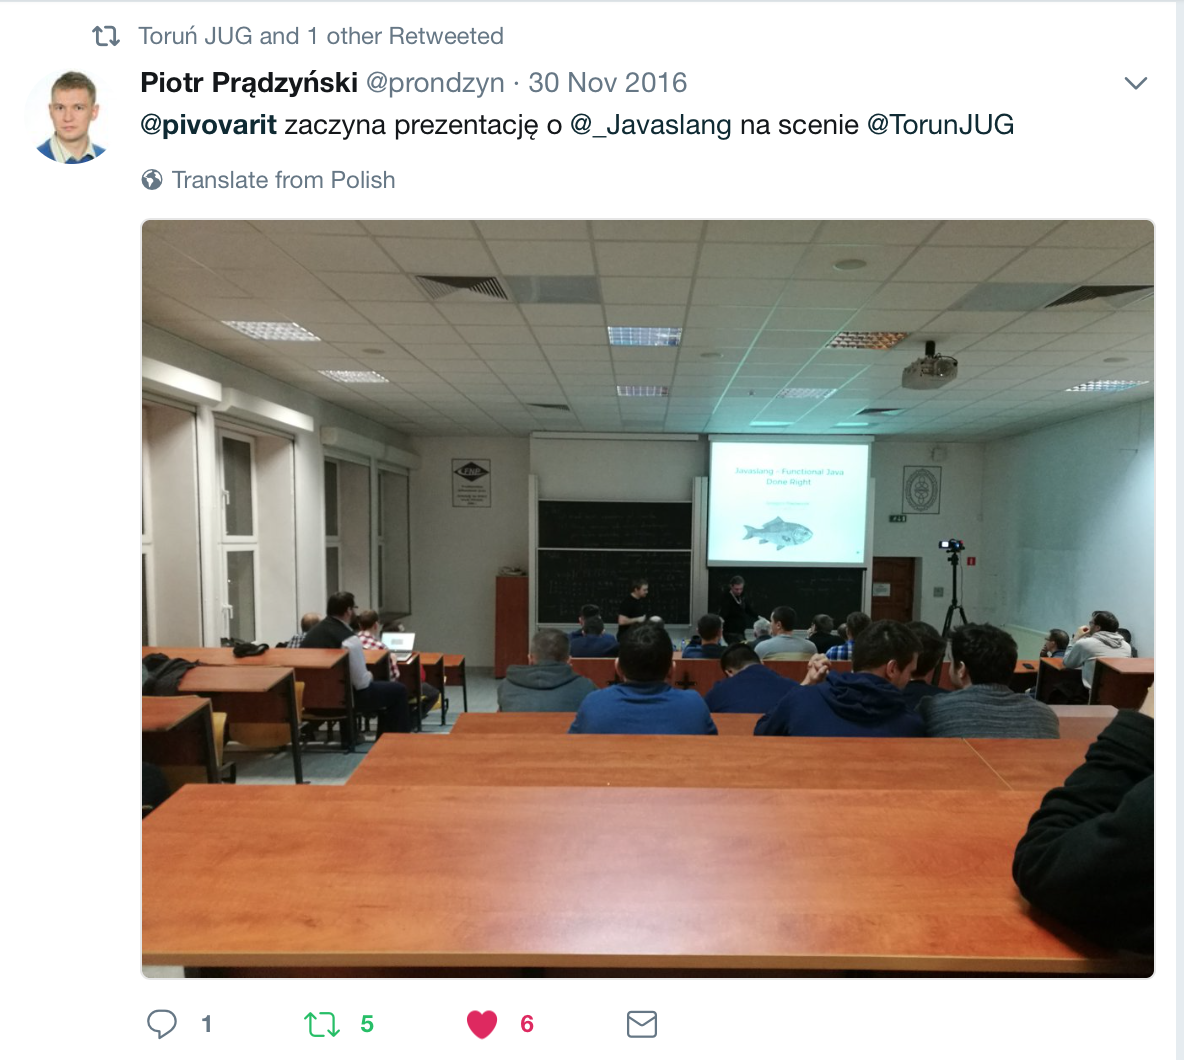 Toruń JUG and 1 other Retweeted
Piotr Prądzyński @prondzyn · 30 Nov 2016
@pivovarit zaczyna prezentację o @_Javaslang na scenie @TorunJUG
Translate from Polish
Javaslang - Functional Java
Done Right
1 5 6